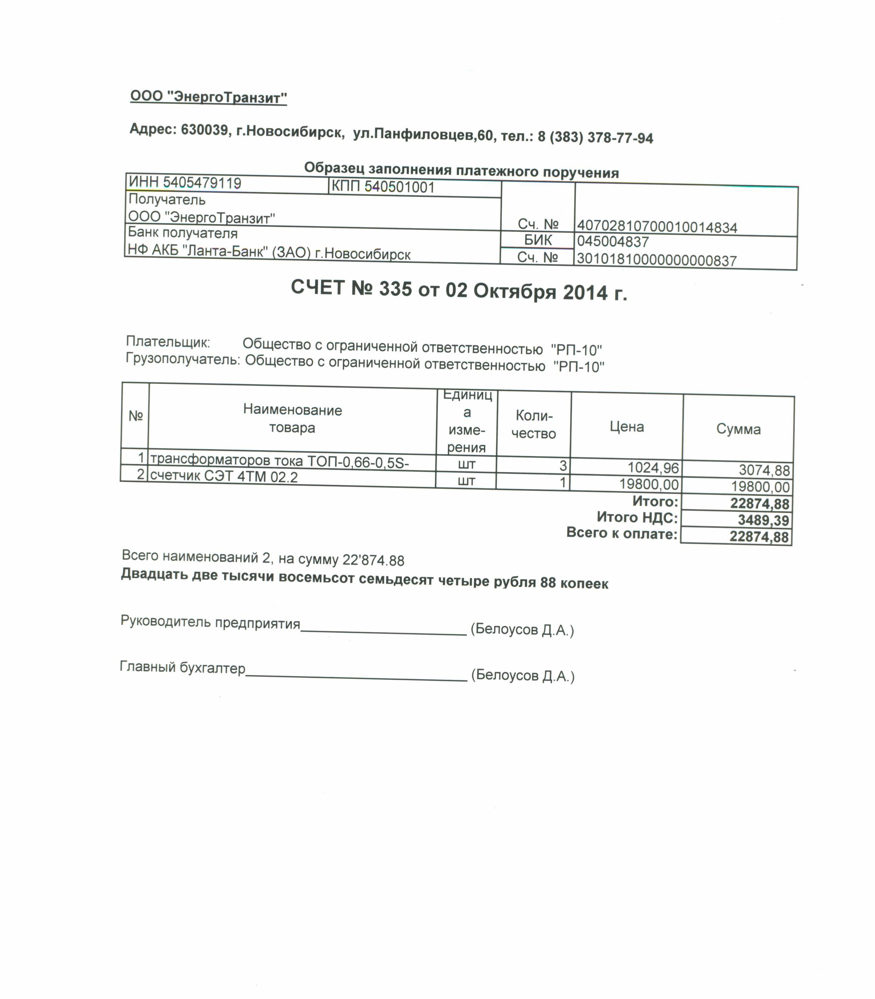 ООО "ЭнергоТранзит"
Адрес: 630039, г.Новосибирск, ул.Панфиловцев,60, тел.: 8 (383) 378-77-94
Образец заполнения платежного поручения
ИНН 5405479119 КПП 540501001
Получатель
ООО "ЭнергоТранзит" Сч. № 40702810700010014834
Банк получателя БИК 045004837
НФ АКБ "Ланта-Банк" (ЗАО) г.Новосибирск Сч. № 30101810000000000837
СЧЕТ № 335 от 02 Октября 2014 г.
Плательщик: Общество с ограниченной ответственностью "РП-10"
Грузополучатель: Общество с ограниченной ответственностью "РП-10"
№ Наименование товара Единиц а изме- рения Коли- чество Цена Сумма
1 трансформаторов тока ТОП-0,66-0,5S- шт 3 1024,96 3074,88
2 счетчик СЭТ 4ТМ 02.2 шт 1 19800,00 19800,00
Итого: 22874,88
Итого НДС: 3489,39
Всего к оплате: 22874,88
Всего наименований 2, на сумму 22'874.88
Двадцать две тысячи восемьсот семьдесят четыре рубля 88 копеек
Руководитель предприятия (Белоусов Д.А.)
Главный бухгалтер (Белоусов Д.А.)